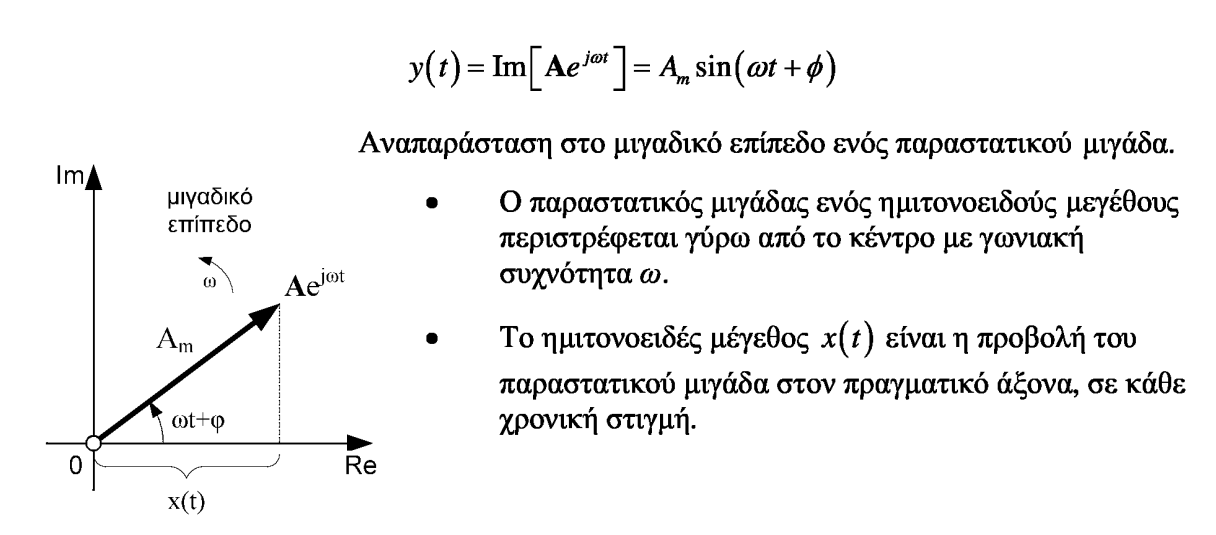 y(t) = Im[Ae^{jωt}] = A_m sin(ωt + ϕ)
Αναπαράσταση στο μιγαδικό επίπεδο ενός παραστατικού μιγάδα.
Im
μιγαδικό
επίπεδο
ω
Ae^{jωt}
A_m
ωt+φ
0
Re
x(t)
• Ο παραστατικός μιγάδας ενός ημιτονοειδούς μεγέθους
περιστρέφεται γύρω από το κέντρο με γωνιακή
συχνότητα ω.
• Το ημιτονοειδές μέγεθος x(t) είναι η προβολή του
παραστατικού μιγάδα στον πραγματικό άξονα, σε κάθε
χρονική στιγμή.